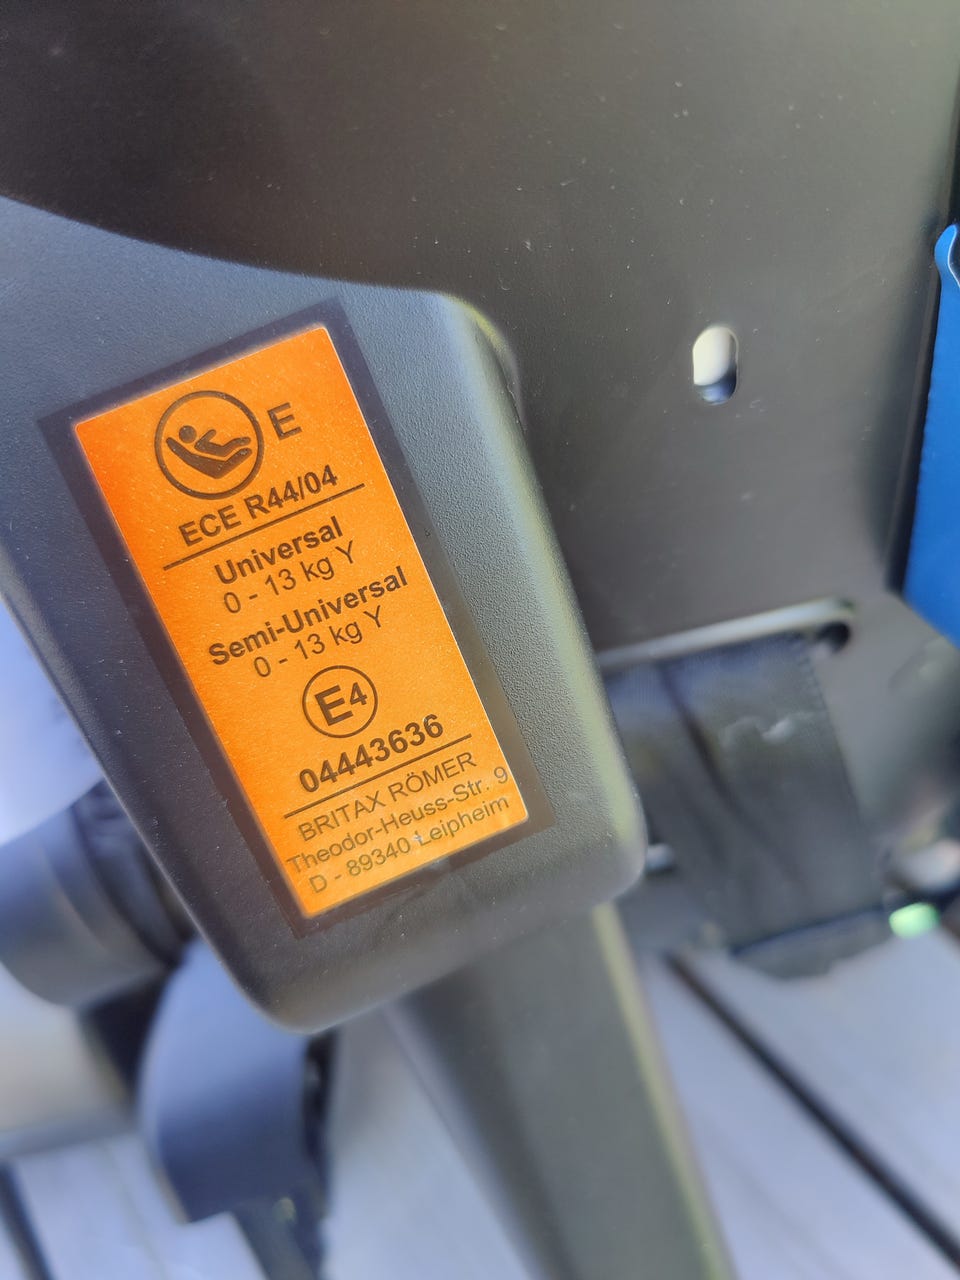 E
ECE R44/04
Universal
0 - 13 kg Y
Semi-Universal
0 - 13 kg Y
E4
04443636
BRITAX RÖMER
Theodor-Heuss-Str. 9
D - 89340 Leipheim